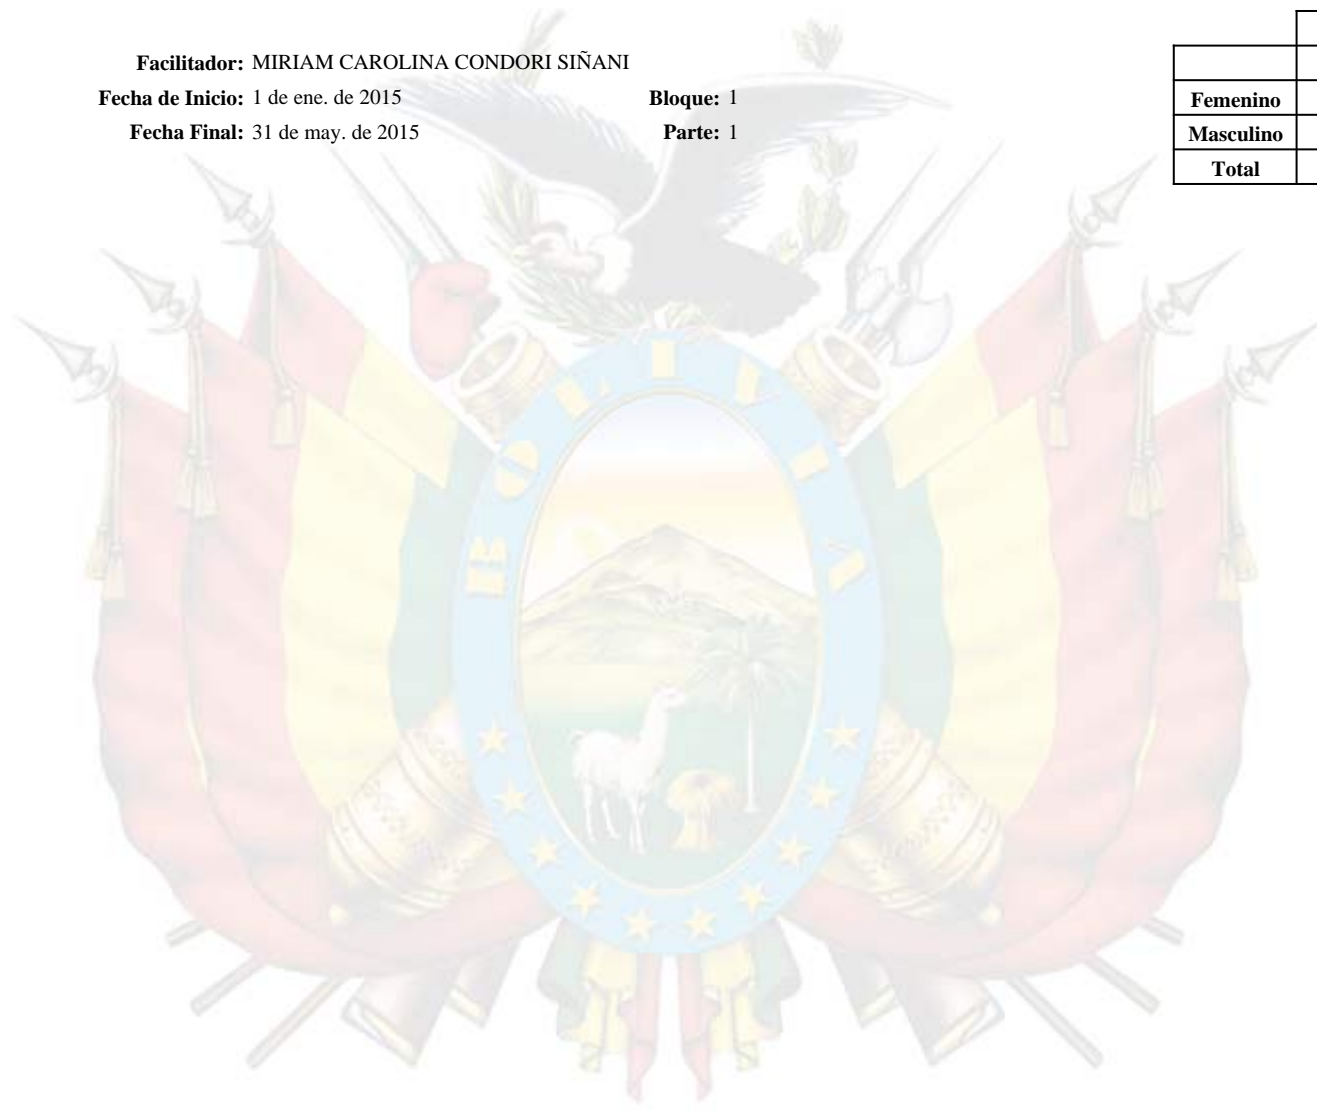 Facilitador: MIRIAM CAROLINA CONDORI SIÑANI
Fecha de Inicio: 1 de ene. de 2015 Bloque: 1
Fecha Final: 31 de may. de 2015 Parte: 1
Femenino
Masculino
Total
BOLIVIA